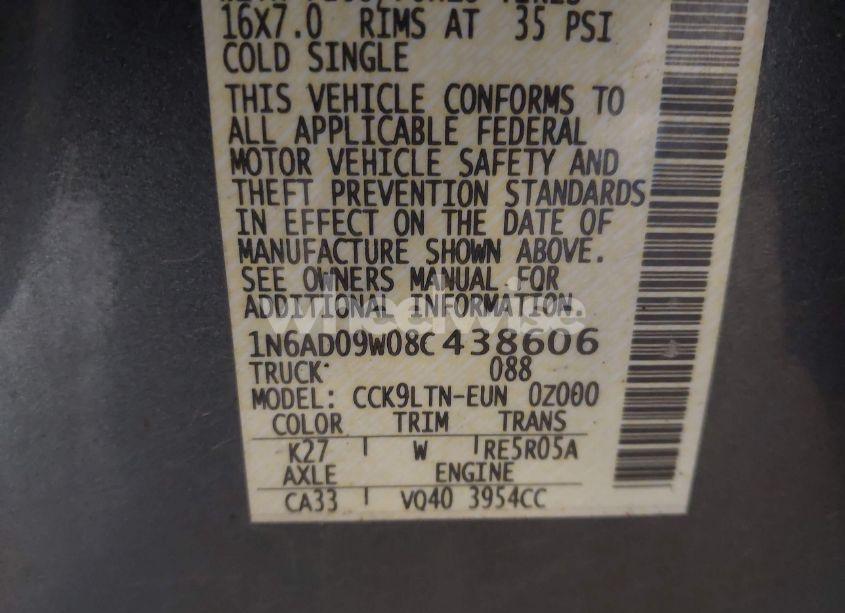 16X7.0 RIMS AT 35 PSI
COLD SINGLE
THIS VEHICLE CONFORMS TO
ALL APPLICABLE FEDERAL
MOTOR VEHICLE SAFETY AND
THEFT PREVENTION STANDARDS
IN EFFECT ON THE DATE OF
MANUFACTURE SHOWN ABOVE.
SEE OWNERS MANUAL FOR
ADDITIONAL INFORMATION.
wheelwise
1N6AD09W08C438606
TRUCK: 088
MODEL: CCK9LTN-EUN 0Z000
COLOR TRIM TRANS
K27 W RE5R05A
AXLE ENGINE
CA33 VQ40 3954CC